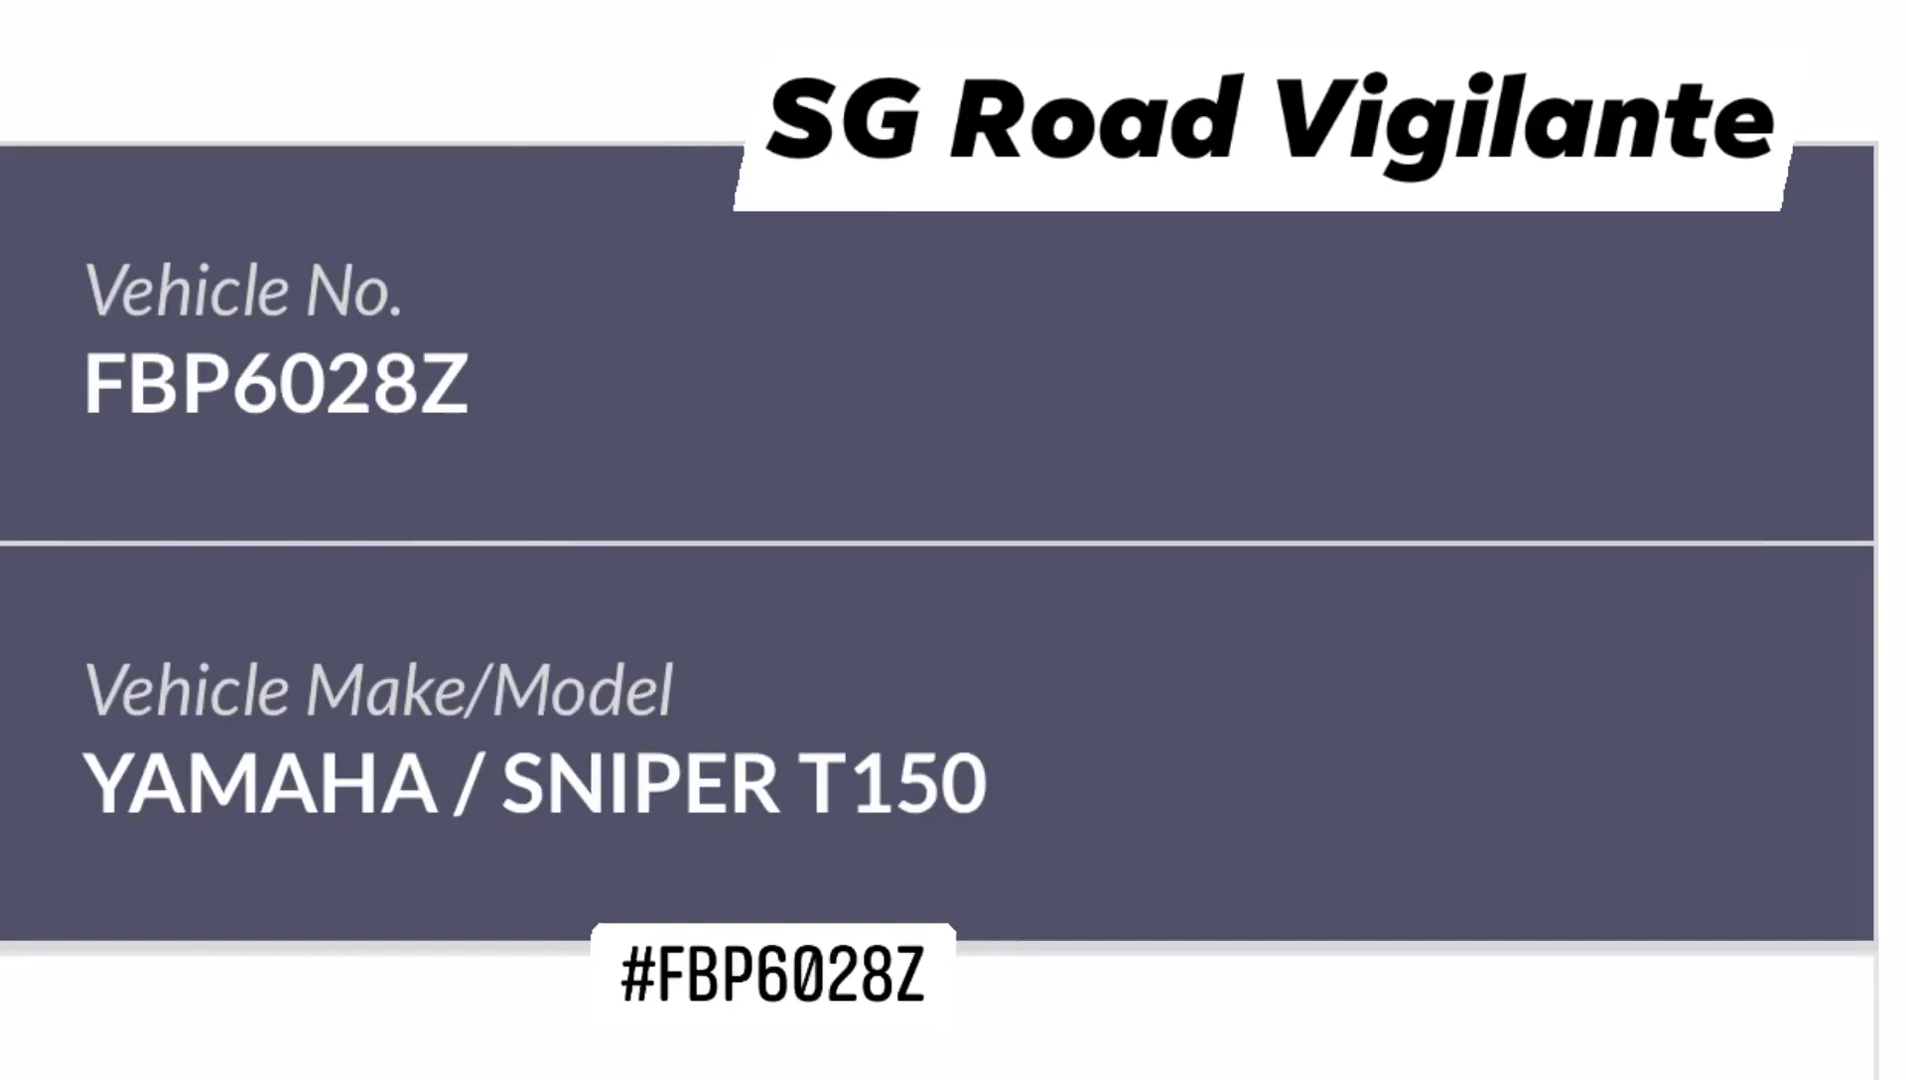 SG Road Vigilante
Vehicle No.
FBP6028Z
Vehicle Make/Model
YAMAHA / SNIPER T150
#FBP6028Z